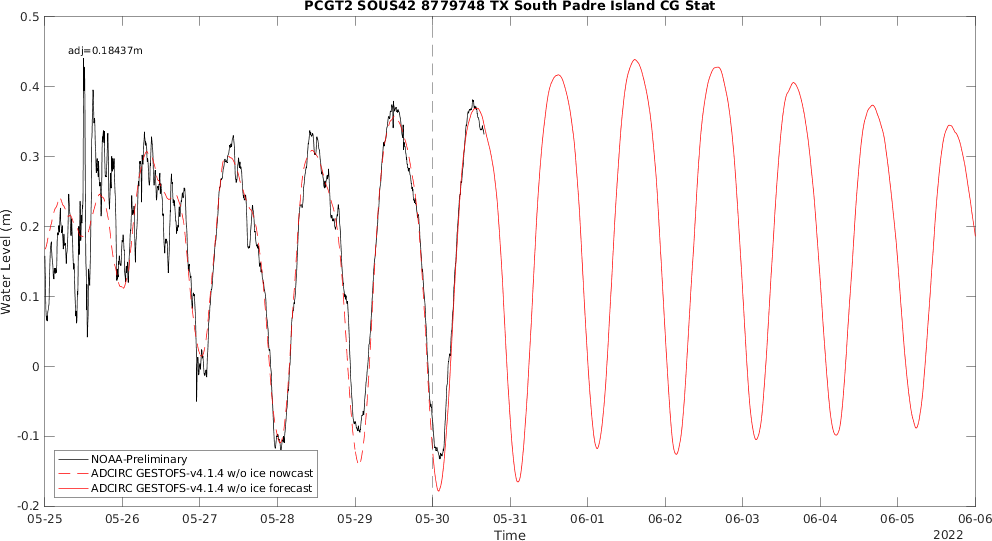 PCGT2 SOUS42 8779748 TX South Padre Island CG Stat
adj=0.18437m
Water Level (m)
0.5
0.4
0.3
0.2
0.1
0
-0.1
-0.2
NOAA-Preliminary
ADCIRC GESTOFS-v4.1.4 w/o ice nowcast
ADCIRC GESTOFS-v4.1.4 w/o ice forecast
05-25 05-26 05-27 05-28 05-29 05-30 05-31 06-01 06-02 06-03 06-04 06-05 06-06
Time
2022